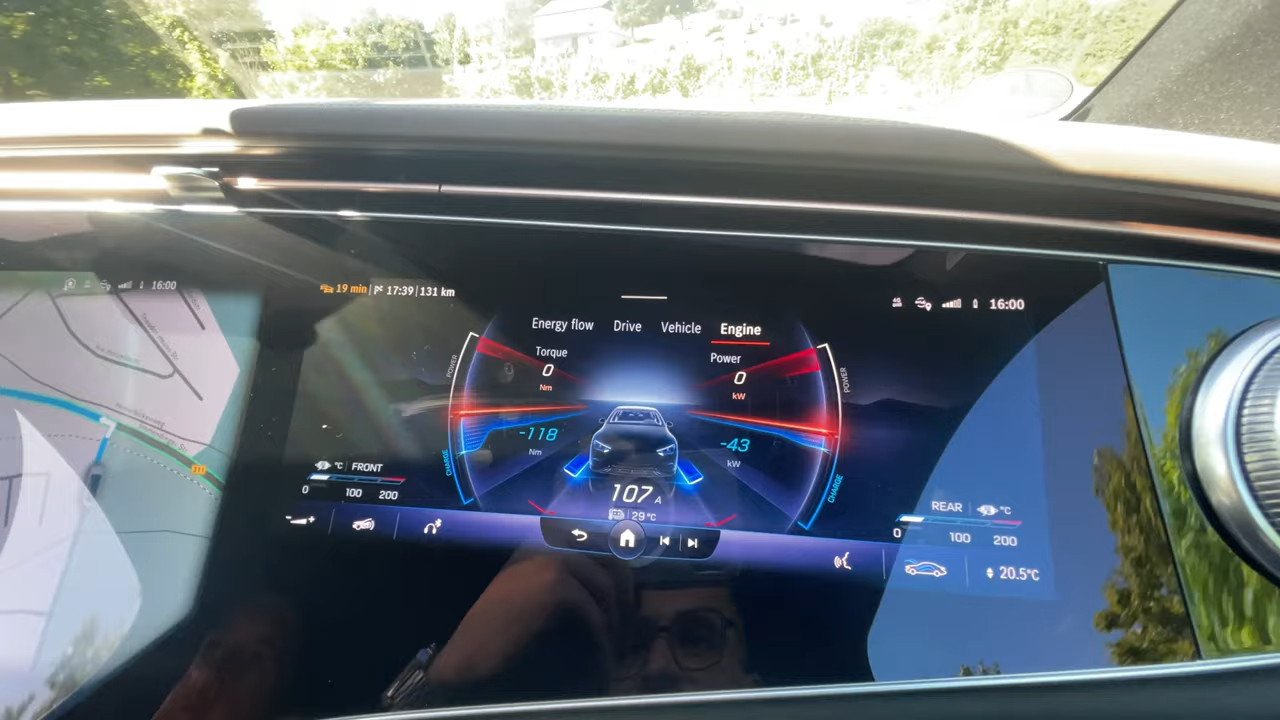 16:00
19 min 17:39 131 km
16:00
Energy flow Drive Vehicle Engine
Torque
0
Nm
Power
0
kW
POWER
POWER
-118
Nm
-43
kW
CHARGE
CHARGE
107 A
29°C
°C FRONT
0 100 200
REAR °C
0 100 200
20.5°C